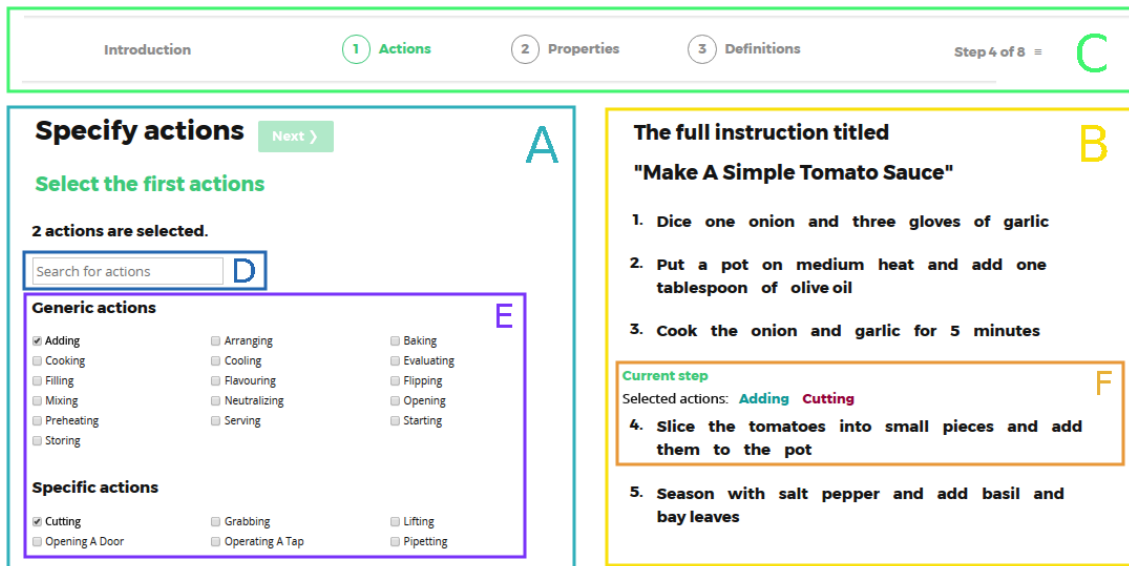 Introduction 1 Actions 2 Properties 3 Definitions Step 4 of 8 ≡ C
Specify actions Next ❯ A
Select the first actions
2 actions are selected.
Search for actions D
Generic actions E
Adding Arranging Baking
Cooking Cooling Evaluating
Filling Flavouring Flipping
Mixing Neutralizing Opening
Preheating Serving Starting
Storing
Specific actions
Cutting Grabbing Lifting
Opening A Door Operating A Tap Pipetting
The full instruction titled B
"Make A Simple Tomato Sauce"
1. Dice one onion and three gloves of garlic
2. Put a pot on medium heat and add one
tablespoon of olive oil
3. Cook the onion and garlic for 5 minutes
Current step F
Selected actions: Adding Cutting
4. Slice the tomatoes into small pieces and add
them to the pot
5. Season with salt pepper and add basil and
bay leaves